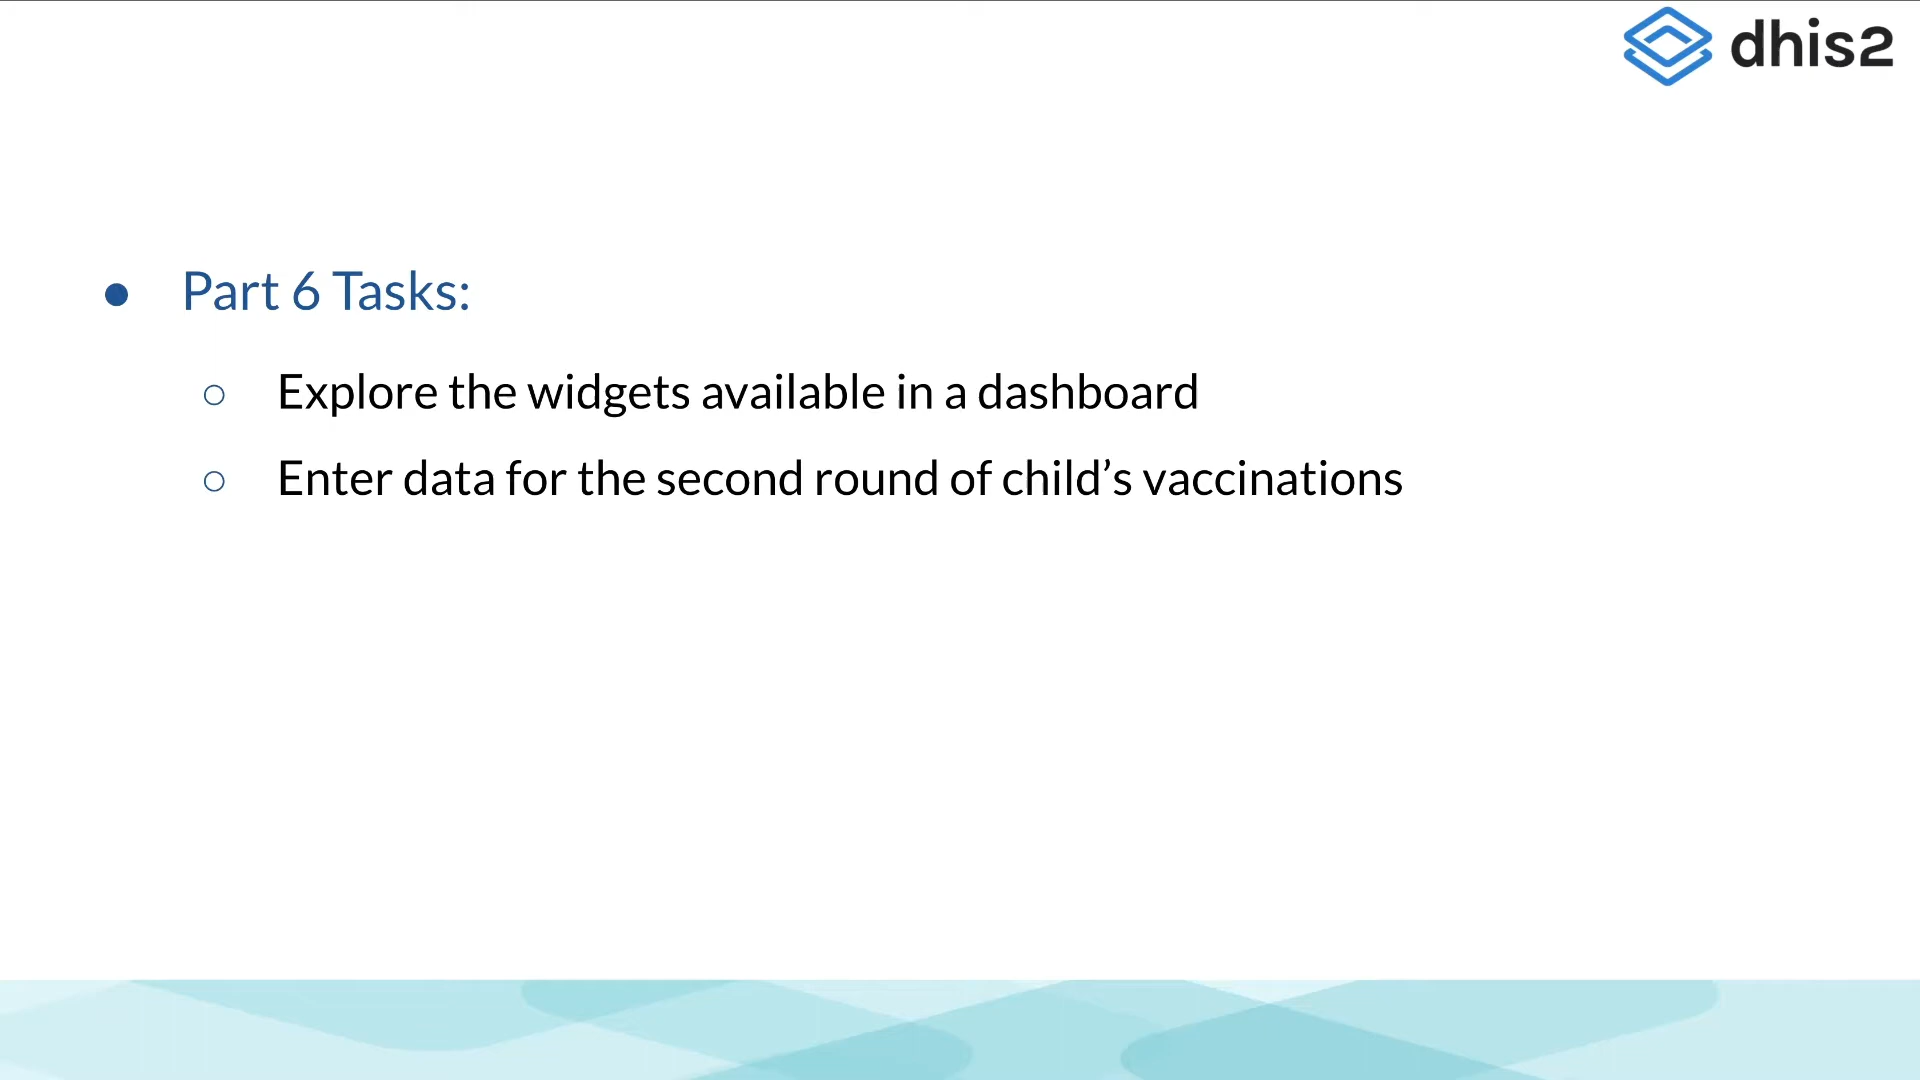 dhis2
● Part 6 Tasks:
○ Explore the widgets available in a dashboard
○ Enter data for the second round of child’s vaccinations